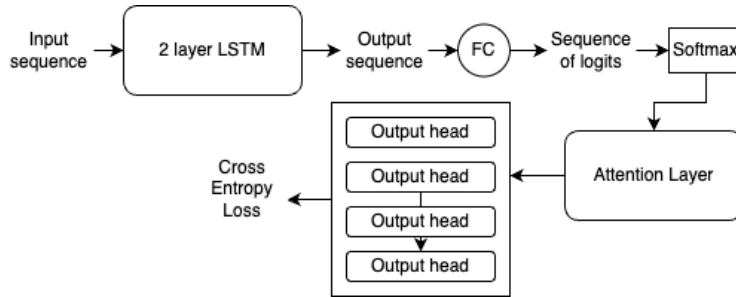 Input
sequence
2 layer LSTM
Output
sequence
FC
Sequence
of logits
Softmax
Attention Layer
Output head
Output head
Output head
Output head
Cross
Entropy
Loss